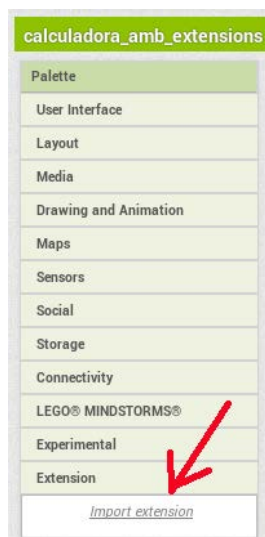 calculadora_amb_extensions
Palette
User Interface
Layout
Media
Drawing and Animation
Maps
Sensors
Social
Storage
Connectivity
LEGO® MINDSTORMS®
Experimental
Extension
Import extension